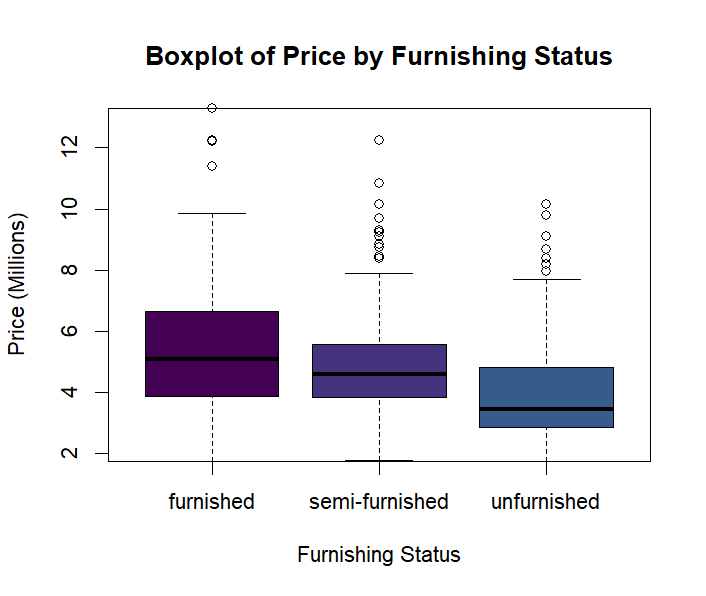 Boxplot of Price by Furnishing Status
Price (Millions)
12
10
8
6
4
2
furnished semi-furnished unfurnished
Furnishing Status